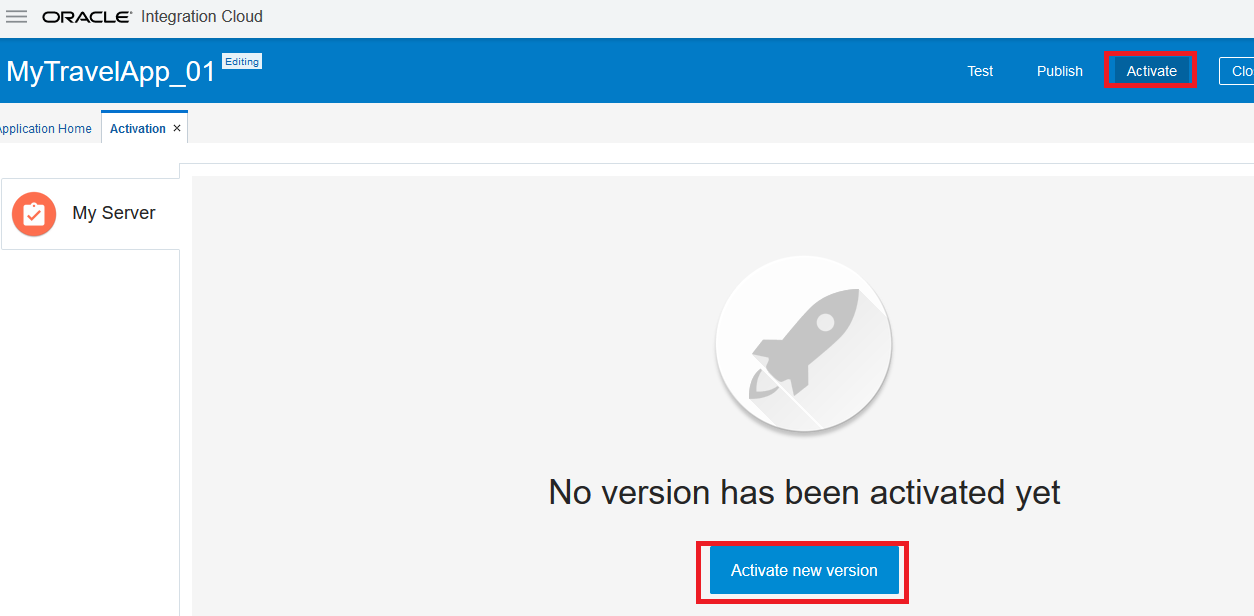 ORACLE® Integration Cloud
MyTravelApp_01 Editing
Test Publish Activate Clo
pplication Home Activation ×
My Server
No version has been activated yet
Activate new version